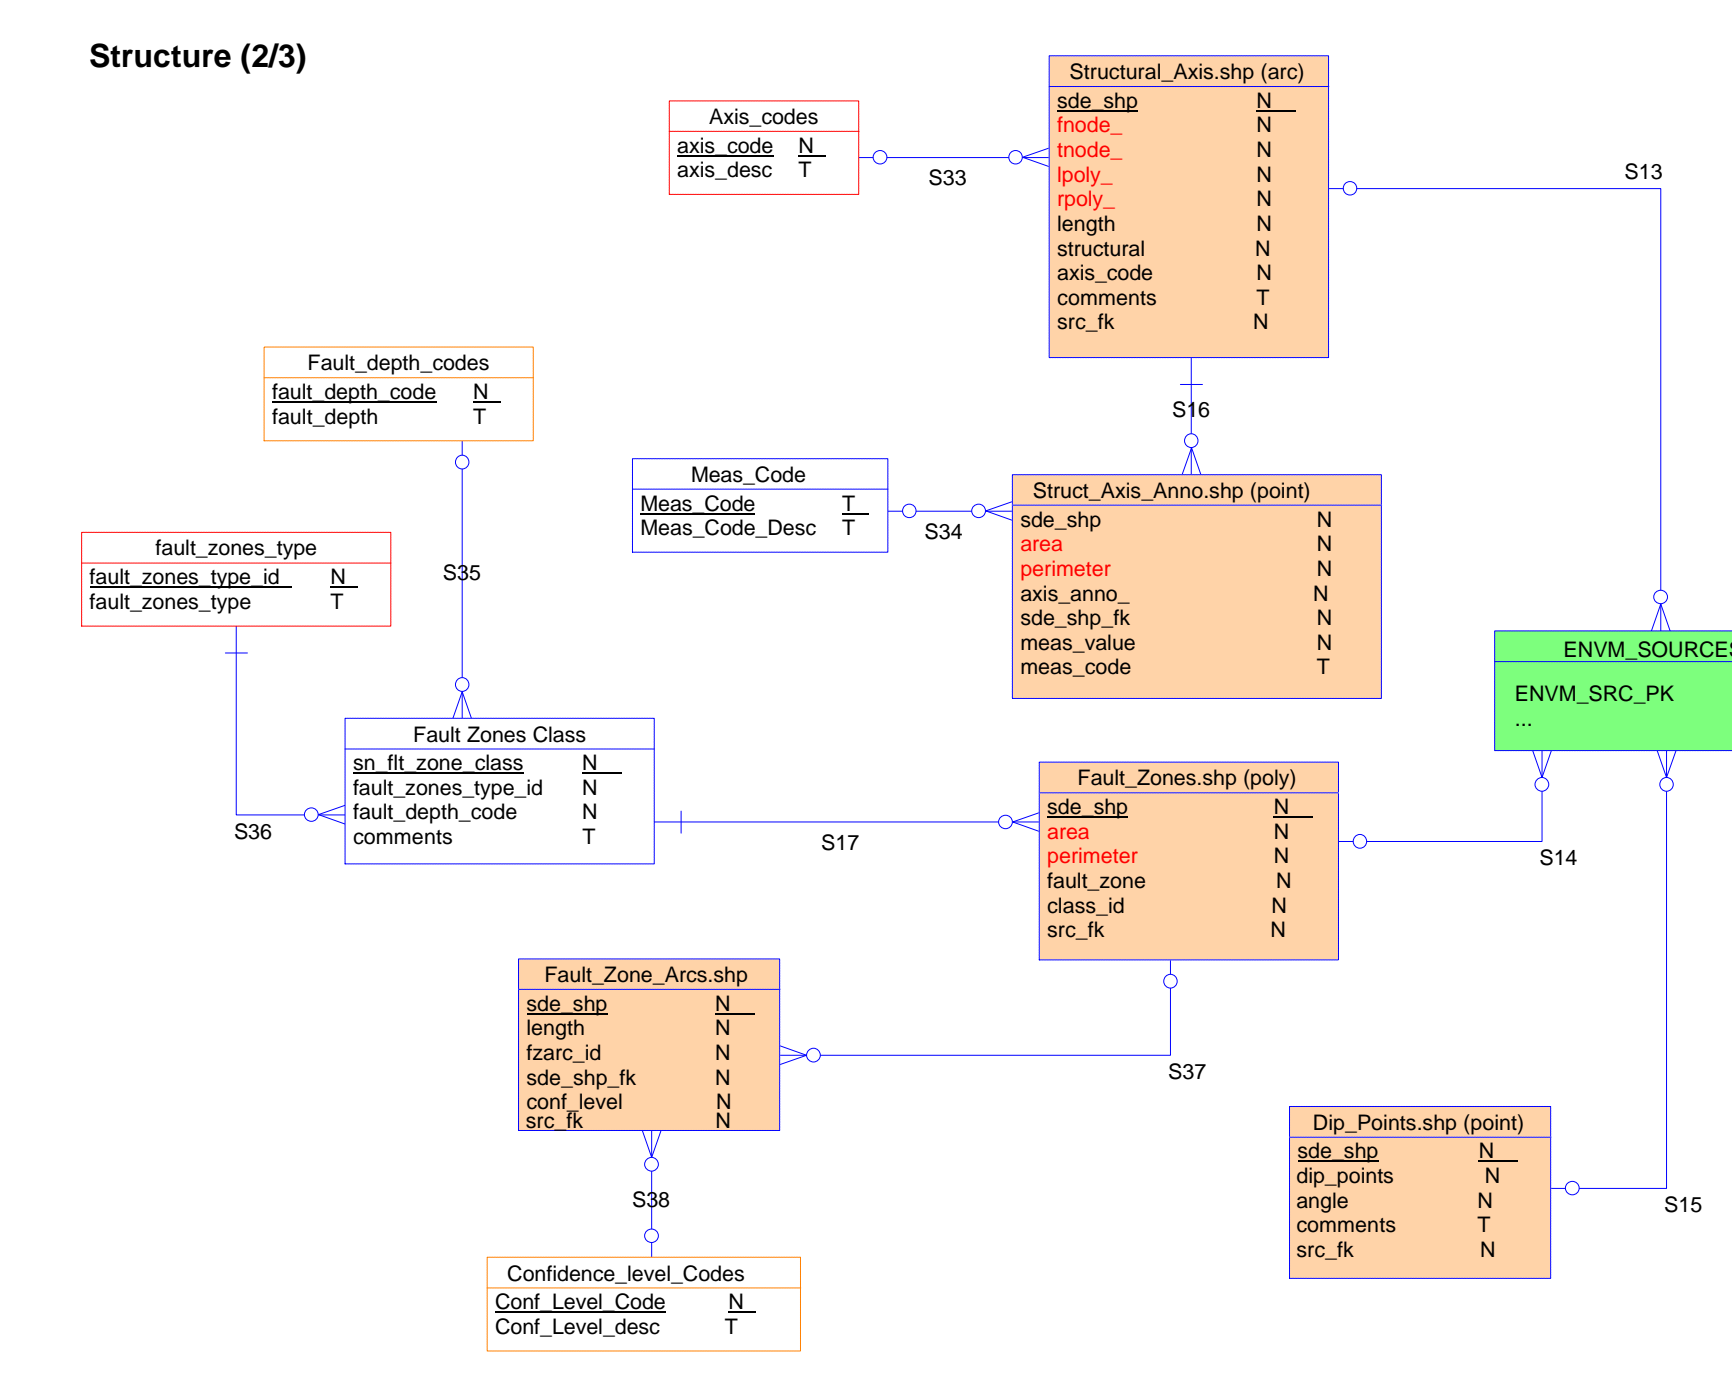 Structure (2/3)
Structural_Axis.shp (arc)
sde_shp N
fnode_ N
tnode_ N
lpoly_ N
rpoly_ N
length N
structural N
axis_code N
comments T
src_fk N
Axis_codes
axis_code N
axis_desc T
S33
S13
Fault_depth_codes
fault_depth_code N
fault_depth T
S16
Meas_Code
Meas_Code T
Meas_Code_Desc T
S34
Struct_Axis_Anno.shp (point)
sde_shp N
area N
perimeter N
axis_anno_ N
sde_shp_fk N
meas_value N
meas_code T
fault_zones_type
fault_zones_type_id N
fault_zones_type T
S35
ENVM_SOURCES
ENVM_SRC_PK
...
Fault Zones Class
sn_flt_zone_class N
fault_zones_type_id N
fault_depth_code N
comments T
S36
S17
Fault_Zones.shp (poly)
sde_shp N
area N
perimeter N
fault_zone N
class_id N
src_fk N
S14
Fault_Zone_Arcs.shp
sde_shp N
length N
fzarc_id N
sde_shp_fk N
conf_level N
src_fk N
S37
Dip_Points.shp (point)
sde_shp N
dip_points N
angle N
comments T
src_fk N
S15
S38
Confidence_level_Codes
Conf_Level_Code N
Conf_Level_desc T